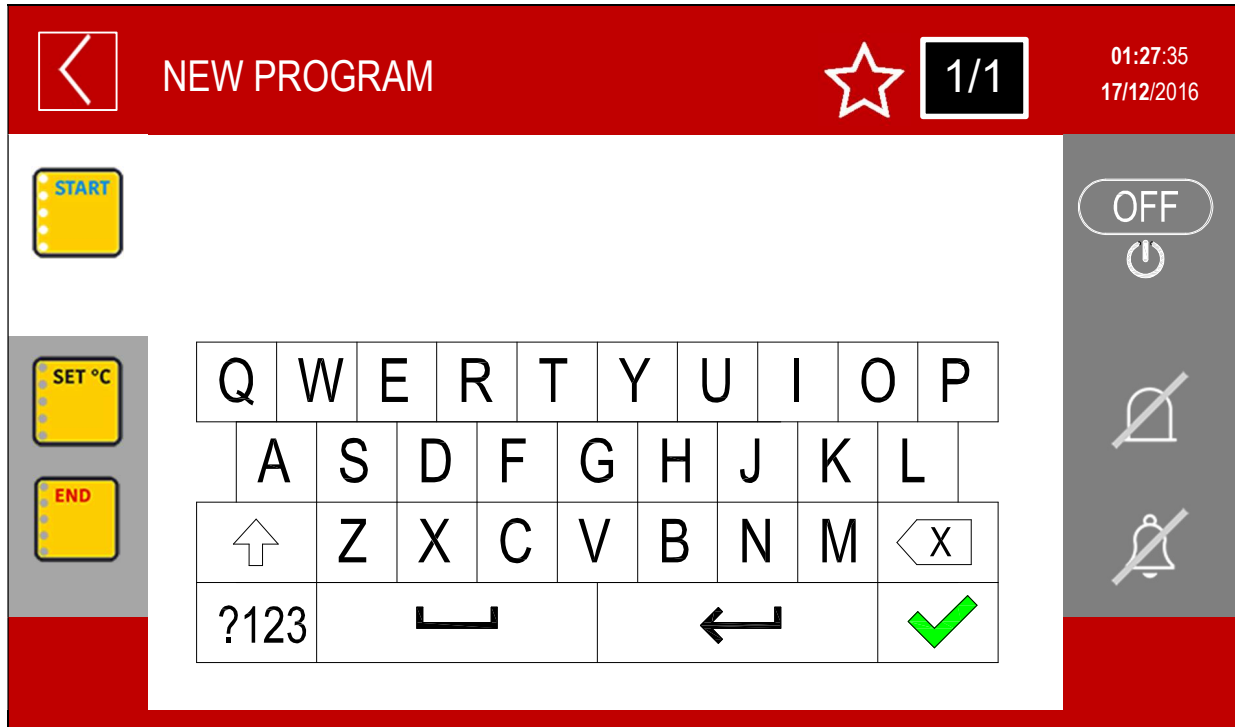 NEW PROGRAM
1/1
01:27:35
17/12/2016
START
OFF
SET °C
END
Q W E R T Y U I O P
A S D F G H J K L
Z X C V B N M X
?123